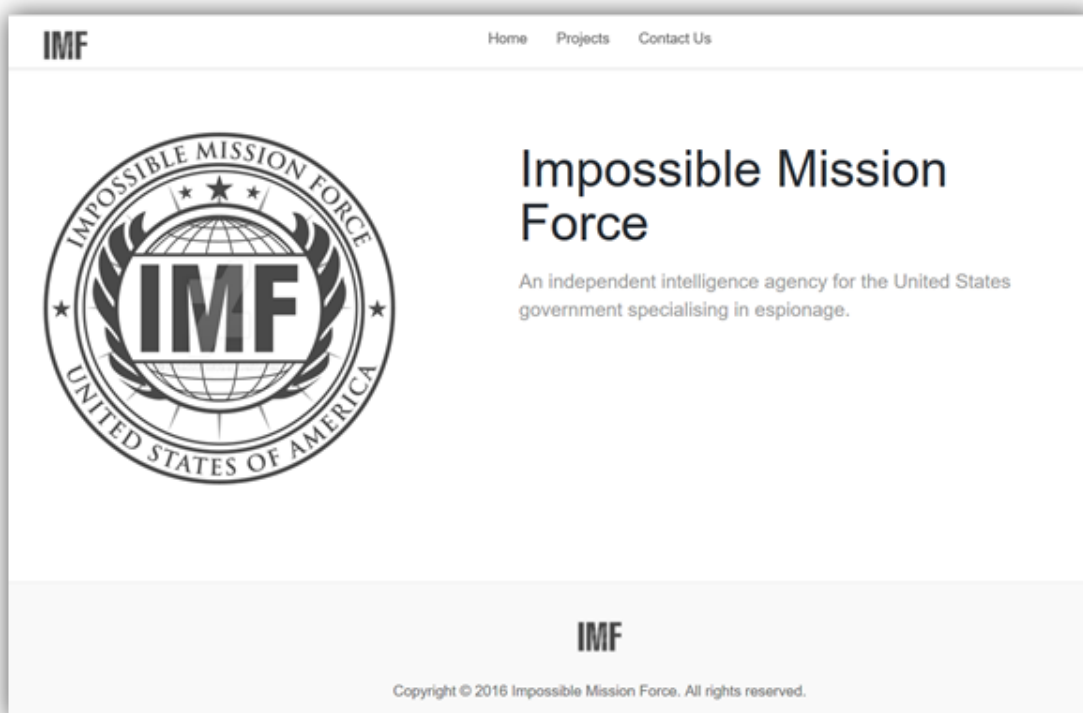 IMF
Home Projects Contact Us
IMPOSSIBLE MISSION FORCE
IMF
UNITED STATES OF AMERICA
Impossible Mission
Force
An independent intelligence agency for the United States
government specialising in espionage.
IMF
Copyright © 2016 Impossible Mission Force. All rights reserved.